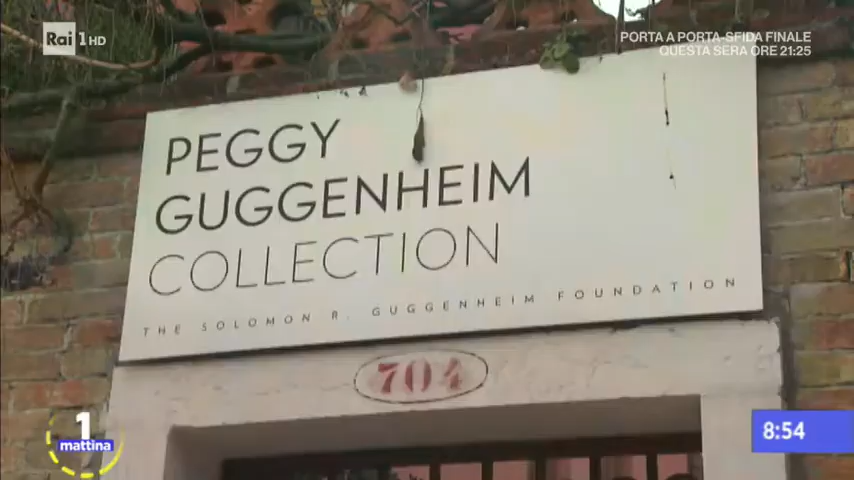 Rai 1 HD
PORTA A PORTA-SFIDA FINALE
QUESTA SERA ORE 21:25
PEGGY
GUGGENHEIM
COLLECTION
THE SOLOMON R. GUGGENHEIM FOUNDATION
704
1
mattina
8:54